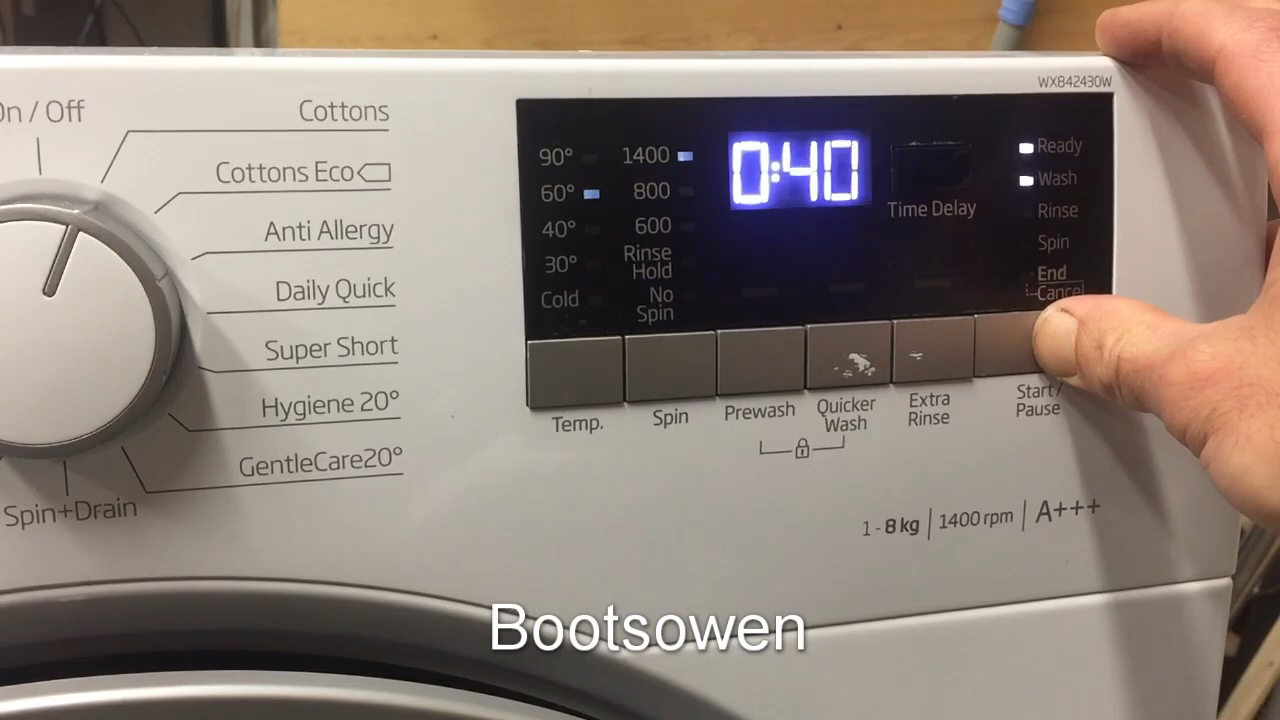 On / Off
Cottons
Cottons Eco
Anti Allergy
Daily Quick
Super Short
Hygiene 20°
GentleCare20°
Spin+Drain
WX842430W
90°
60°
40°
30°
Cold
1400
800
600
Rinse
Hold
No
Spin
0:40
Time Delay
Ready
Wash
Rinse
Spin
End
Cancel
Temp.
Spin
Prewash
Quicker
Wash
Extra
Rinse
Start/
Pause
1 - 8 kg | 1400 rpm | A+++
Bootsowen